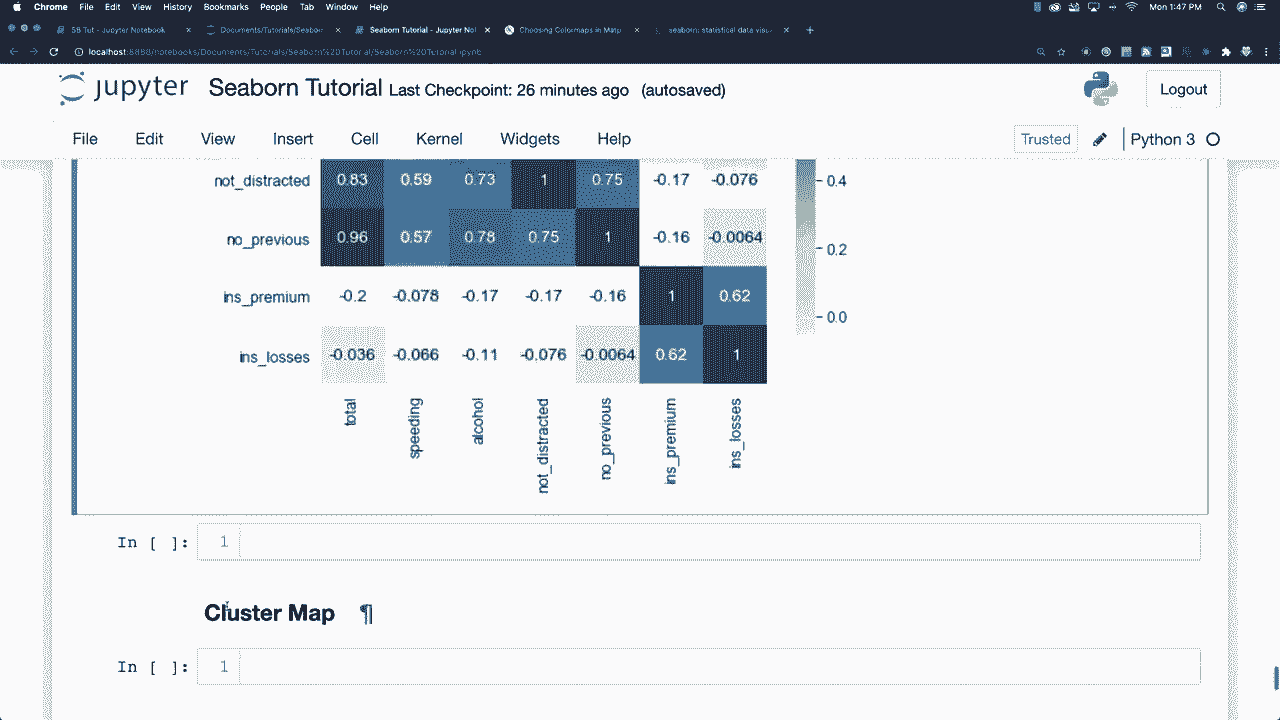 Chrome File Edit View History Bookmarks People Tab Window Help Mon 1:47 PM
58 Tut - Jupyter Notebook Documents/Tutorials/Seaborn Seaborn Tutorial - Jupyter Not Choosing Colormaps in Matp seaborn: statistical data visu
localhost:8888/notebooks/Documents/Tutorials/Seaborn%20Tutorial/Seaborn%20Tutorial.ipynb
jupyter Seaborn Tutorial Last Checkpoint: 26 minutes ago (autosaved) Logout
File Edit View Insert Cell Kernel Widgets Help Trusted Python 3
not_distracted 0.83 0.59 0.73 1 0.75 -0.17 -0.076 0.4
no_previous 0.96 0.57 0.78 0.75 1 -0.16 -0.0064 0.2
ins_premium -0.2 -0.078 -0.17 -0.17 -0.16 1 0.62 0.0
ins_losses -0.036 -0.066 -0.11 -0.076 -0.0064 0.62 1
total speeding alcohol not_distracted no_previous ins_premium ins_losses
In [ ]: 1
Cluster Map ¶
In [ ]: 1